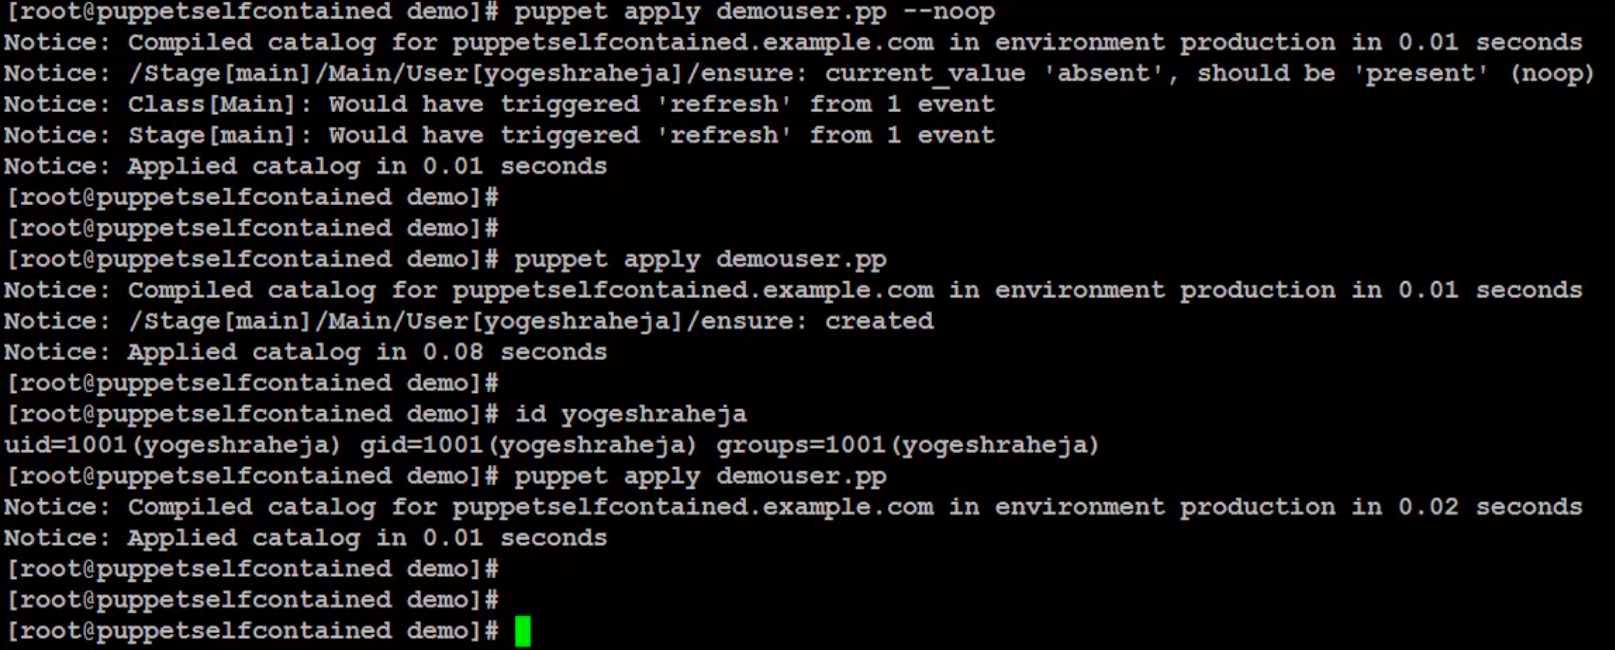 [root@puppetselfcontained demo]# puppet apply demouser.pp --noop
Notice: Compiled catalog for puppetselfcontained.example.com in environment production in 0.01 seconds
Notice: /Stage[main]/Main/User[yogeshraheja]/ensure: current_value 'absent', should be 'present' (noop)
Notice: Class[Main]: Would have triggered 'refresh' from 1 event
Notice: Stage[main]: Would have triggered 'refresh' from 1 event
Notice: Applied catalog in 0.01 seconds
[root@puppetselfcontained demo]#
[root@puppetselfcontained demo]#
[root@puppetselfcontained demo]# puppet apply demouser.pp
Notice: Compiled catalog for puppetselfcontained.example.com in environment production in 0.01 seconds
Notice: /Stage[main]/Main/User[yogeshraheja]/ensure: created
Notice: Applied catalog in 0.08 seconds
[root@puppetselfcontained demo]#
[root@puppetselfcontained demo]# id yogeshraheja
uid=1001(yogeshraheja) gid=1001(yogeshraheja) groups=1001(yogeshraheja)
[root@puppetselfcontained demo]# puppet apply demouser.pp
Notice: Compiled catalog for puppetselfcontained.example.com in environment production in 0.02 seconds
Notice: Applied catalog in 0.01 seconds
[root@puppetselfcontained demo]#
[root@puppetselfcontained demo]#
[root@puppetselfcontained demo]#